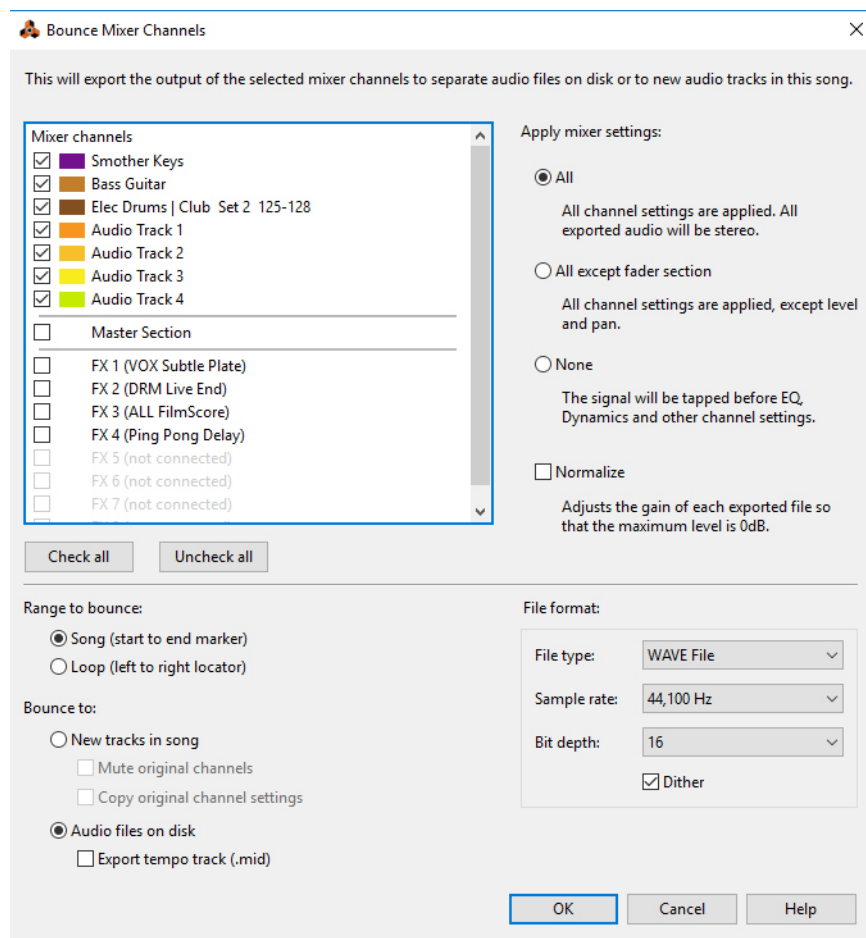 Bounce Mixer Channels
This will export the output of the selected mixer channels to separate audio files on disk or to new audio tracks in this song.
Mixer channels
Smother Keys
Bass Guitar
Elec Drums | Club Set 2 125-128
Audio Track 1
Audio Track 2
Audio Track 3
Audio Track 4
Master Section
FX 1 (VOX Subtle Plate)
FX 2 (DRM Live End)
FX 3 (ALL FilmScore)
FX 4 (Ping Pong Delay)
FX 5 (not connected)
FX 6 (not connected)
FX 7 (not connected)
Check all
Uncheck all
Apply mixer settings:
All
All channel settings are applied. All
exported audio will be stereo.
All except fader section
All channel settings are applied, except level
and pan.
None
The signal will be tapped before EQ,
Dynamics and other channel settings.
Normalize
Adjusts the gain of each exported file so
that the maximum level is 0dB.
Range to bounce:
Song (start to end marker)
Loop (left to right locator)
Bounce to:
New tracks in song
Mute original channels
Copy original channel settings
Audio files on disk
Export tempo track (.mid)
File format:
File type: WAVE File
Sample rate: 44,100 Hz
Bit depth: 16
Dither
OK
Cancel
Help